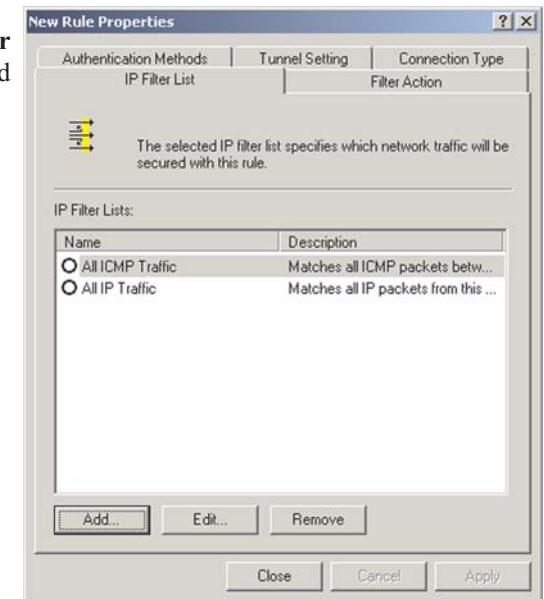 New Rule Properties
r
d
Authentication Methods Tunnel Setting Connection Type
IP Filter List Filter Action
The selected IP filter list specifies which network traffic will be
secured with this rule.
IP Filter Lists:
Name Description
All ICMP Traffic Matches all ICMP packets betw...
All IP Traffic Matches all IP packets from this ...
Add... Edit... Remove
Close Cancel Apply